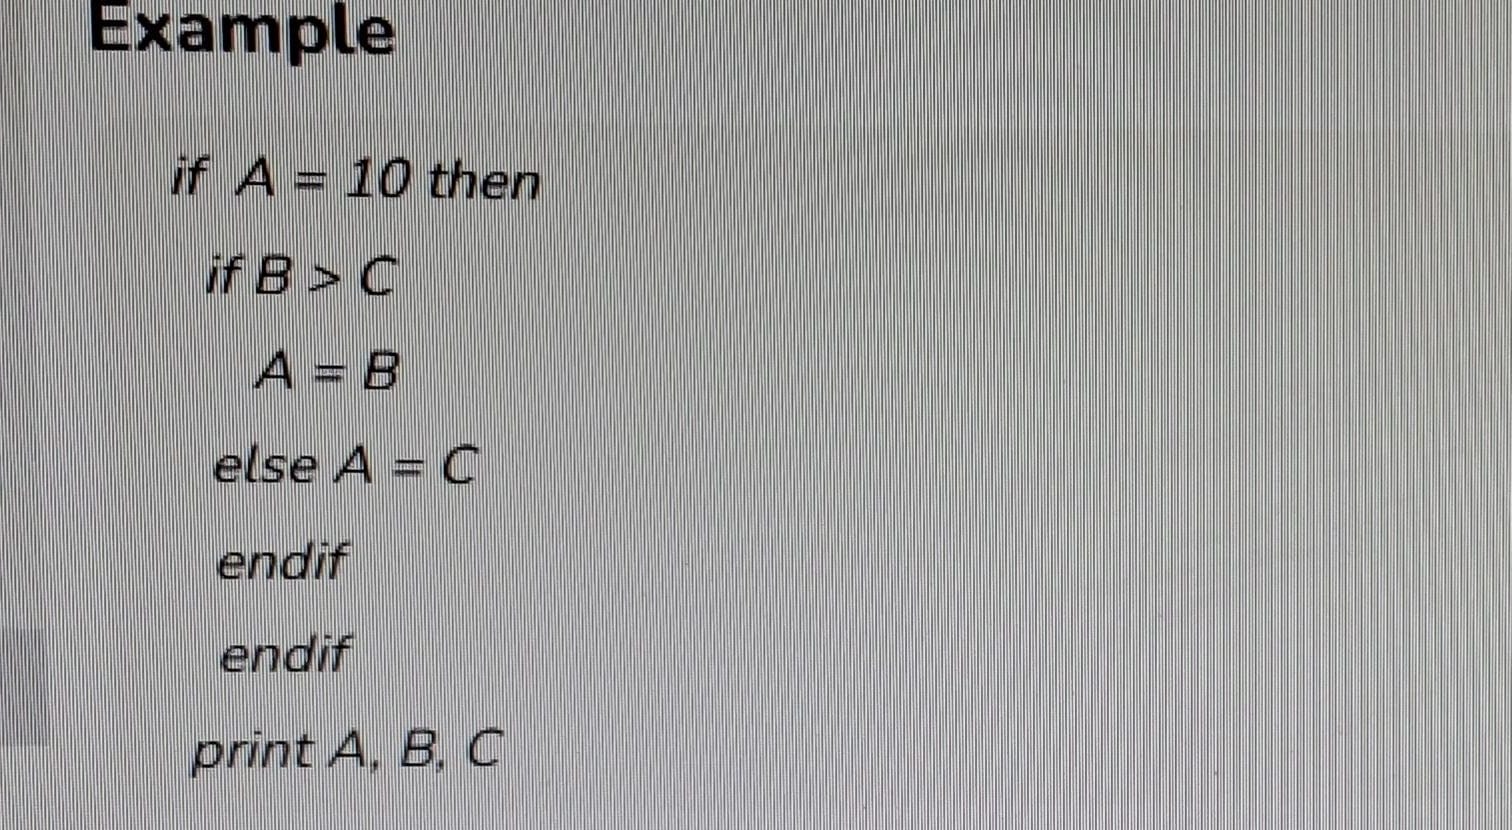 Example
if A = 10 then
if B > C
A = B
else A = C
endif
endif
print A, B, C